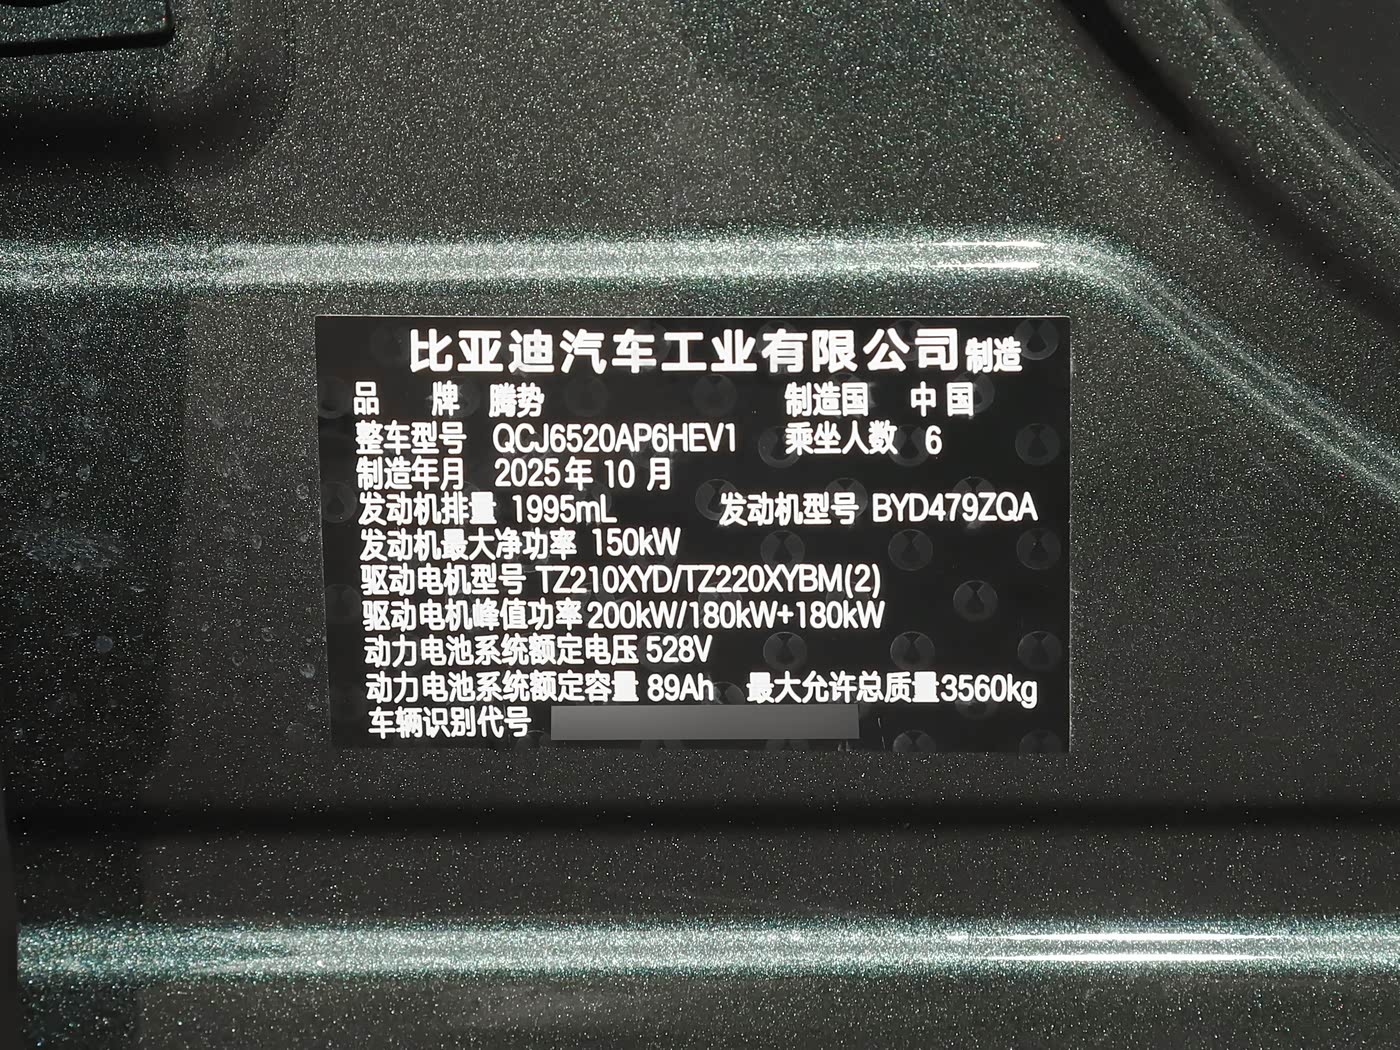 比亚迪汽车工业有限公司制造
品 牌 腾势 制造国 中国
整车型号 QCJ6520AP6HEV1 乘坐人数 6
制造年月 2025年10月
发动机排量 1995mL 发动机型号 BYD479ZQA
发动机最大净功率 150kW
驱动电机型号 TZ210XYD/TZ220XYBM(2)
驱动电机峰值功率 200kW/180kW+180kW
动力电池系统额定电压 528V
动力电池系统额定容量 89Ah 最大允许总质量3560kg
车辆识别代号